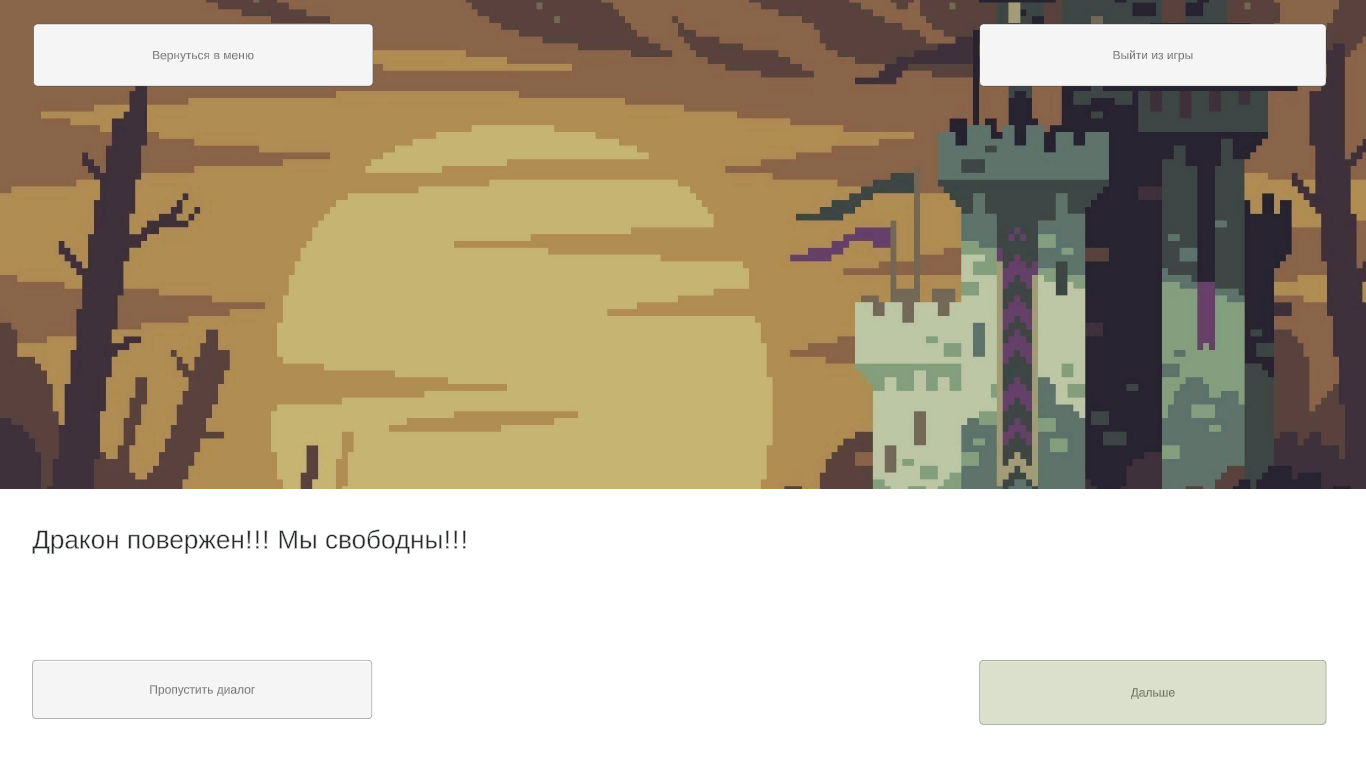 Вернуться в меню
Выйти из игры
Дракон повержен!!! Мы свободны!!!
Пропустить диалог
Дальше